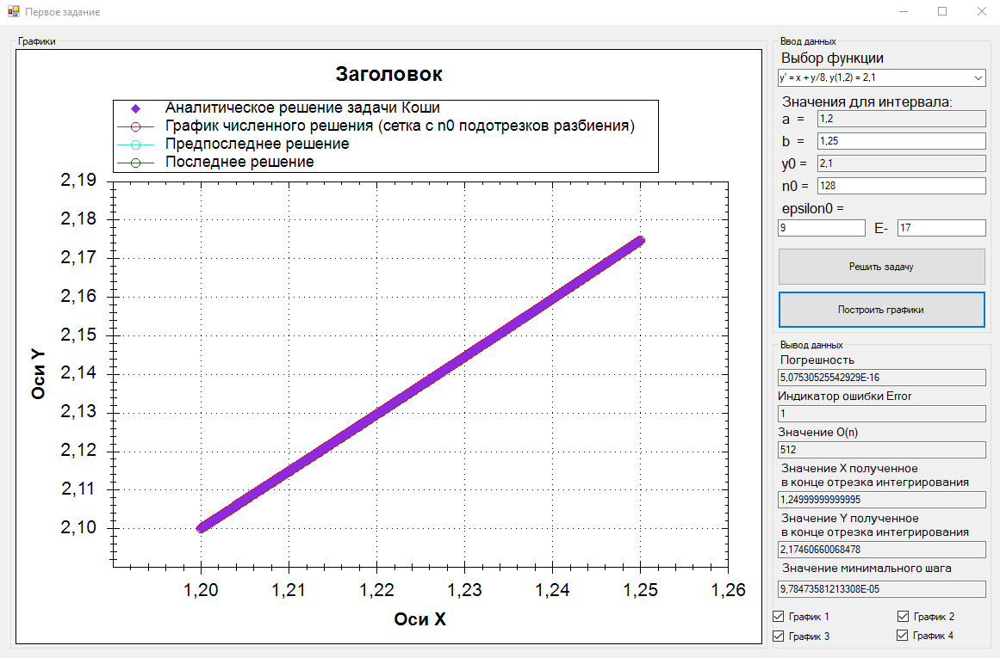 Первое задание
Графики
Заголовок
Аналитическое решение задачи Коши
График численного решения (сетка с n0 подотрезков разбиения)
Предпоследнее решение
Последнее решение
2,19
2,18
2,17
2,16
2,15
2,14
2,13
2,12
2,11
2,10
Оси Y
1,20 1,21 1,22 1,23 1,24 1,25 1,26
Оси X
Ввод данных
Выбор функции
y' = x + y/8, y(1,2) = 2,1
Значения для интервала:
a = 1,2
b = 1,25
y0 = 2,1
n0 = 128
epsilon0 =
9 E- 17
Решить задачу
Построить графики
Вывод данных
Погрешность
5,07530525542929E-16
Индикатор ошибки Error
1
Значение O(n)
512
Значение X полученное
в конце отрезка интегрирования
1,24999999999995
Значение Y полученное
в конце отрезка интегрирования
2,17460660068478
Значение минимального шага
9,78473581213308E-05
График 1 График 2
График 3 График 4